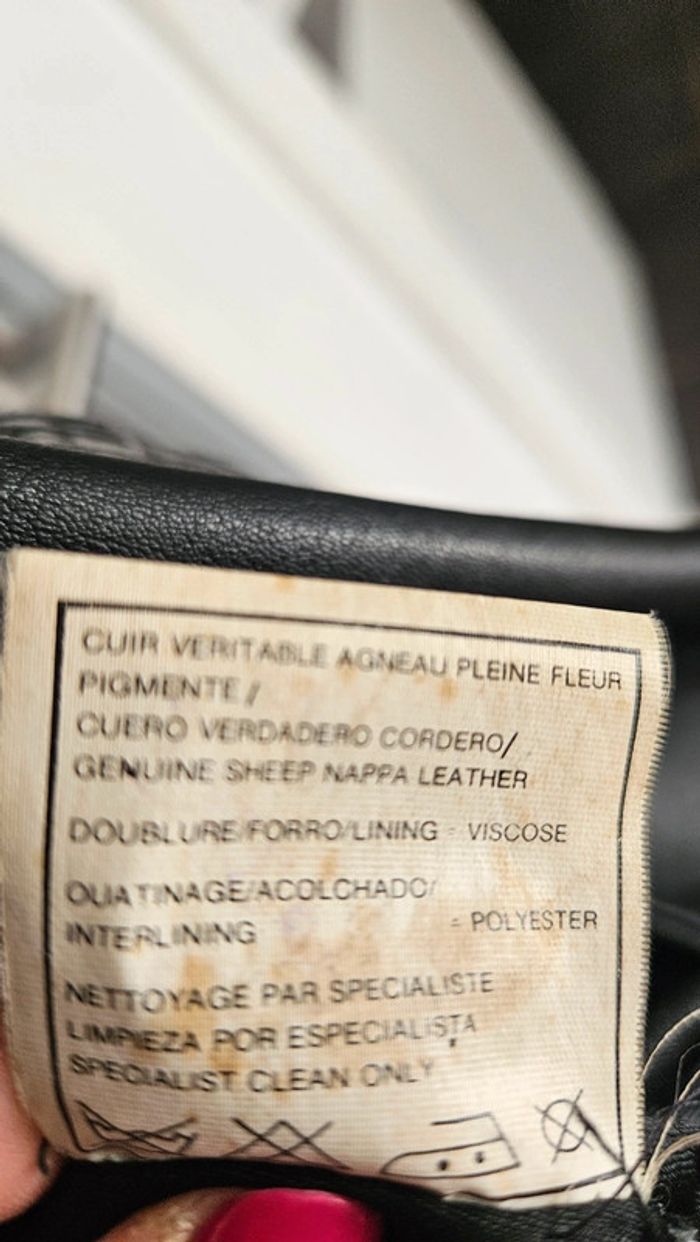 CUIR VERITABLE AGNEAU PLEINE FLEUR
PIGMENTE /
CUERO VERDADERO CORDERO/
GENUINE SHEEP NAPPA LEATHER
DOUBLURE/FORRO/LINING = VISCOSE
OUATINAGE/ACOLCHADO/
INTERLINING = POLYESTER
NETTOYAGE PAR SPECIALISTE
LIMPIEZA POR ESPECIALISTA
SPECIALIST CLEAN ONLY